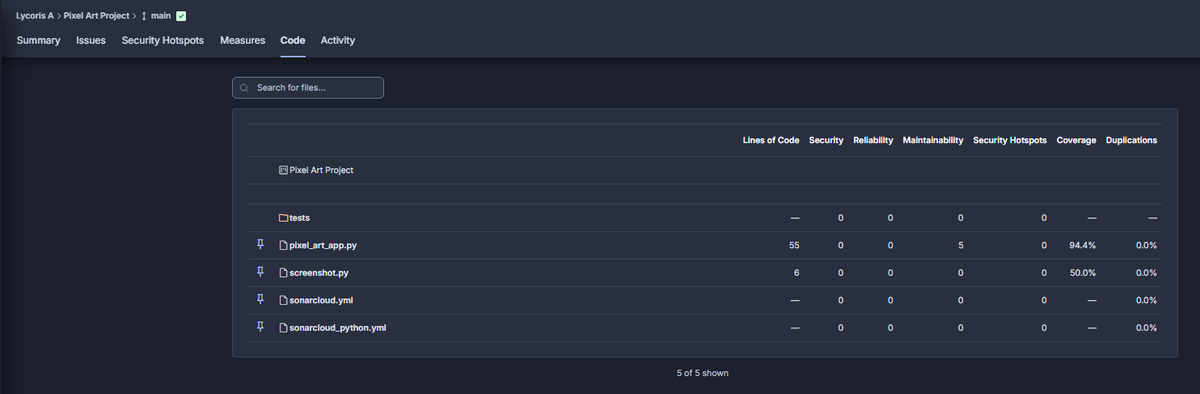 Lycoris A > Pixel Art Project > main
Summary Issues Security Hotspots Measures Code Activity
Search for files...
Lines of Code Security Reliability Maintainability Security Hotspots Coverage Duplications
Pixel Art Project
tests — 0 0 0 0 — —
pixel_art_app.py 55 0 0 5 0 94.4% 0.0%
screenshot.py 6 0 0 0 0 50.0% 0.0%
sonarcloud.yml — 0 0 0 0 — 0.0%
sonarcloud_python.yml — 0 0 0 0 — 0.0%
5 of 5 shown